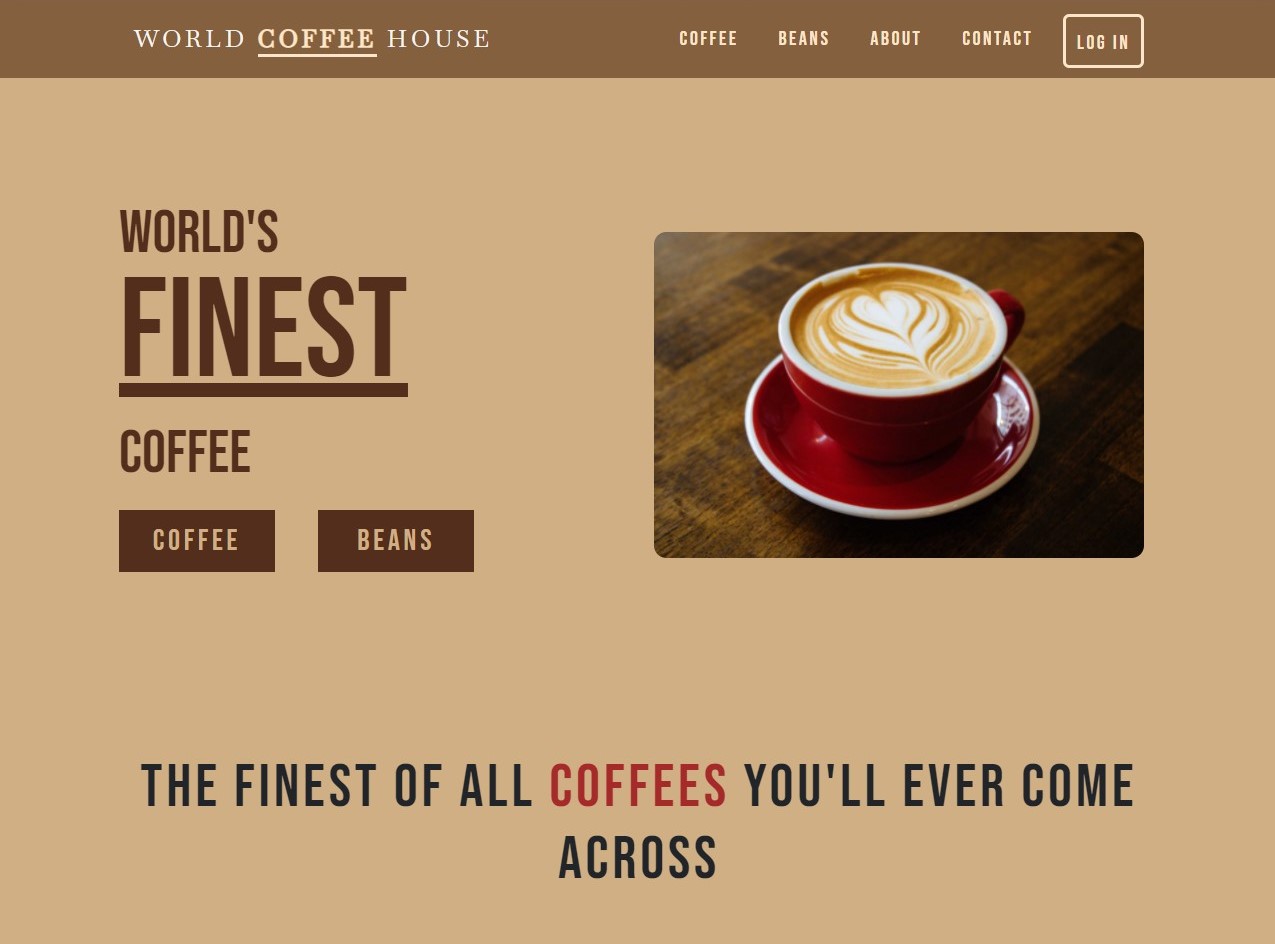 WORLD COFFEE HOUSE
COFFEE BEANS ABOUT CONTACT LOG IN
WORLD'S
FINEST
COFFEE
COFFEE BEANS
THE FINEST OF ALL COFFEES YOU'LL EVER COME
ACROSS